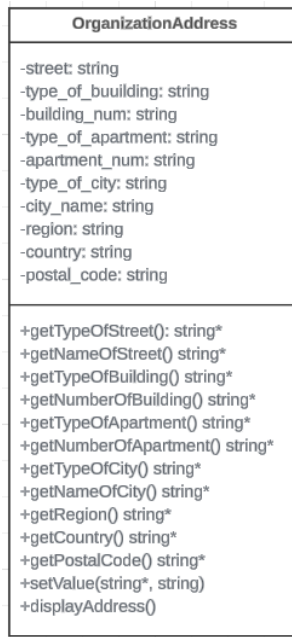 OrganizationAddress
-street: string
-type_of_buuilding: string
-building_num: string
-type_of_apartment: string
-apartment_num: string
-type_of_city: string
-city_name: string
-region: string
-country: string
-postal_code: string
+getTypeOfStreet(): string*
+getNameOfStreet() string*
+getTypeOfBuilding() string*
+getNumberOfBuilding() string*
+getTypeOfApartment() string*
+getNumberOfApartment() string*
+getTypeOfCity() string*
+getNameOfCity() string*
+getRegion() string*
+getCountry() string*
+getPostalCode() string*
+setValue(string*, string)
+displayAddress()